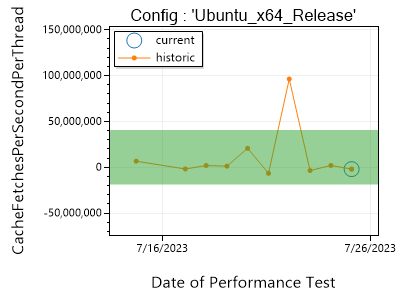 Config : 'Ubuntu_x64_Release'
CacheFetchesPerSecondPerThread
150,000,000
100,000,000
50,000,000
0
-50,000,000
current
historic
7/16/2023
7/26/2023
Date of Performance Test